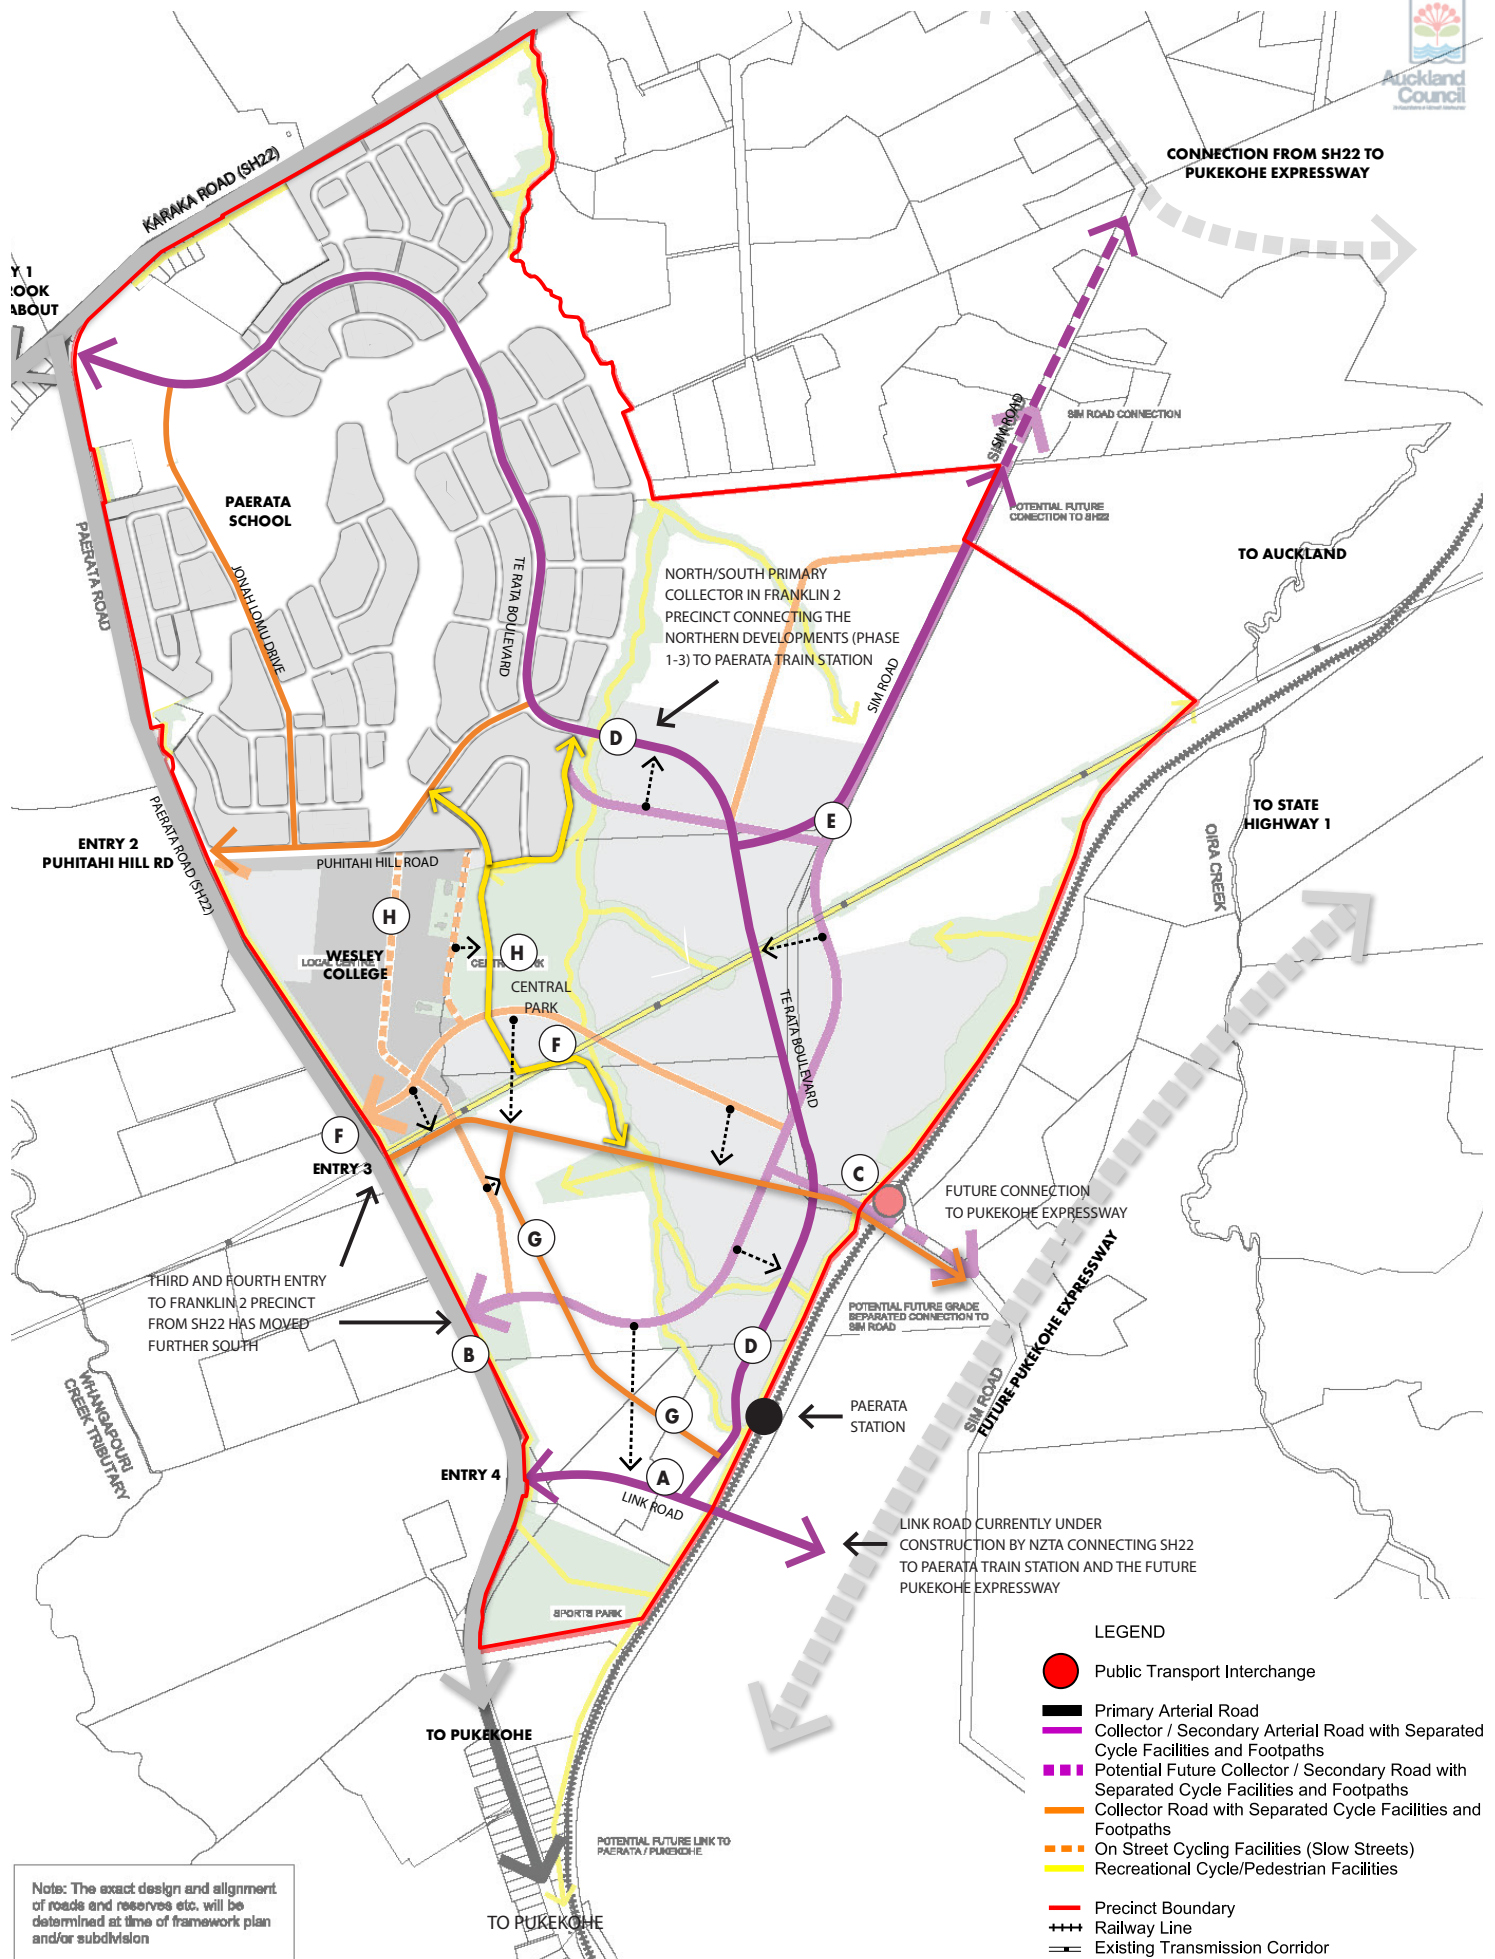 Auckland
Council
CONNECTION FROM SH22 TO
PUKEKOHE EXPRESSWAY
KARAKA ROAD (SH22)
Y 1
ROOK
ABOUT
SIM ROAD
SIM ROAD CONNECTION
PAERATA
SCHOOL
POTENTIAL FUTURE
CONECTION TO SH22
PAERATA ROAD
TE RATA BOULEVARD
JONAH LOMU DRIVE
TO AUCKLAND
NORTH/SOUTH PRIMARY
COLLECTOR IN FRANKLIN 2
PRECINCT CONNECTING THE
NORTHERN DEVELOPMENTS (PHASE
1-3) TO PAERATA TRAIN STATION
SIM ROAD
D
E
TO STATE
HIGHWAY 1
OIRA CREEK
ENTRY 2
PUHITAHI HILL RD
PAERATA ROAD (SH22)
PUHITAHI HILL ROAD
H
WESLEY
COLLEGE
LOCAL CENTRE
H
CENTRAL
PARK
TE RATA BOULEVARD
F
F
ENTRY 3
C
FUTURE CONNECTION
TO PUKEKOHE EXPRESSWAY
G
THIRD AND FOURTH ENTRY
TO FRANKLIN 2 PRECINCT
FROM SH22 HAS MOVED
FURTHER SOUTH
POTENTIAL FUTURE GRADE
SEPARATED CONNECTION TO
SIM ROAD
FUTURE PUKEKOHE EXPRESSWAY
SIM ROAD
B
D
WHANGAPOURI
CREEK TRIBUTARY
G
PAERATA
STATION
ENTRY 4
A
LINK ROAD
LINK ROAD CURRENTLY UNDER
CONSTRUCTION BY NZTA CONNECTING SH22
TO PAERATA TRAIN STATION AND THE FUTURE
PUKEKOHE EXPRESSWAY
SPORTS PARK
TO PUKEKOHE
POTENTIAL FUTURE LINK TO
PAERATA / PUKEKOHE
TO PUKEKOHE
LEGEND
Public Transport Interchange
Primary Arterial Road
Collector / Secondary Arterial Road with Separated
Cycle Facilities and Footpaths
Potential Future Collector / Secondary Road with
Separated Cycle Facilities and Footpaths
Collector Road with Separated Cycle Facilities and
Footpaths
On Street Cycling Facilities (Slow Streets)
Recreational Cycle/Pedestrian Facilities
Precinct Boundary
Railway Line
Existing Transmission Corridor
Note: The exact design and alignment
of roads and reserves etc. will be
determined at time of framework plan
and/or subdivision